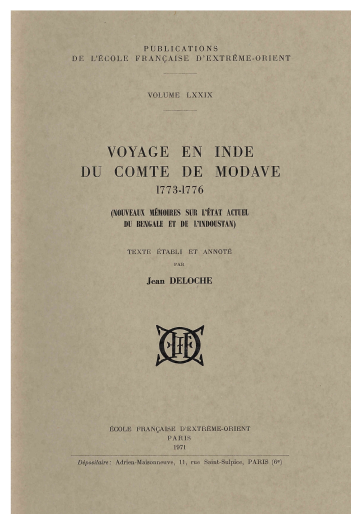 PUBLICATIONS
DE L'ÉCOLE FRANÇAISE D'EXTRÊME-ORIENT
VOLUME LXXIX
VOYAGE EN INDE
DU COMTE DE MODAVE
1773-1776
(NOUVEAUX MÉMOIRES SUR L'ÉTAT ACTUEL
DU BENGALE ET DE L'INDOUSTAN)
TEXTE ÉTABLI ET ANNOTÉ
PAR
Jean DELOCHE
ÉCOLE FRANÇAISE D'EXTRÊME-ORIENT
PARIS
1971
Dépositaire: Adrien-Maisonneuve, 11, rue Saint-Sulpice, PARIS (6e)